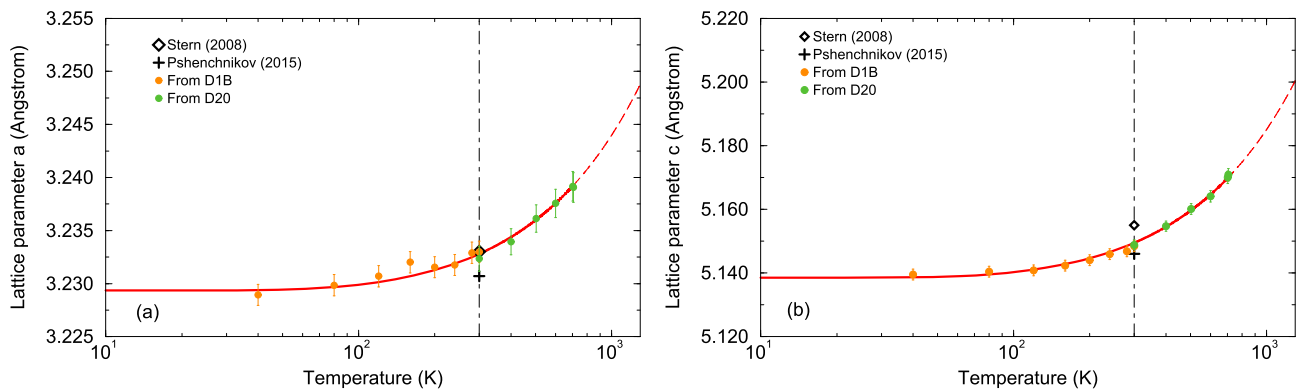 3.255
3.250
3.245
3.240
3.235
3.230
3.225
Lattice parameter a (Angstrom)
Stern (2008)
Pshenchnikov (2015)
From D1B
From D20
(a)
10^1
10^2
10^3
Temperature (K)
5.220
5.200
5.180
5.160
5.140
5.120
Lattice parameter c (Angstrom)
Stern (2008)
Pshenchnikov (2015)
From D1B
From D20
(b)
10^1
10^2
10^3
Temperature (K)